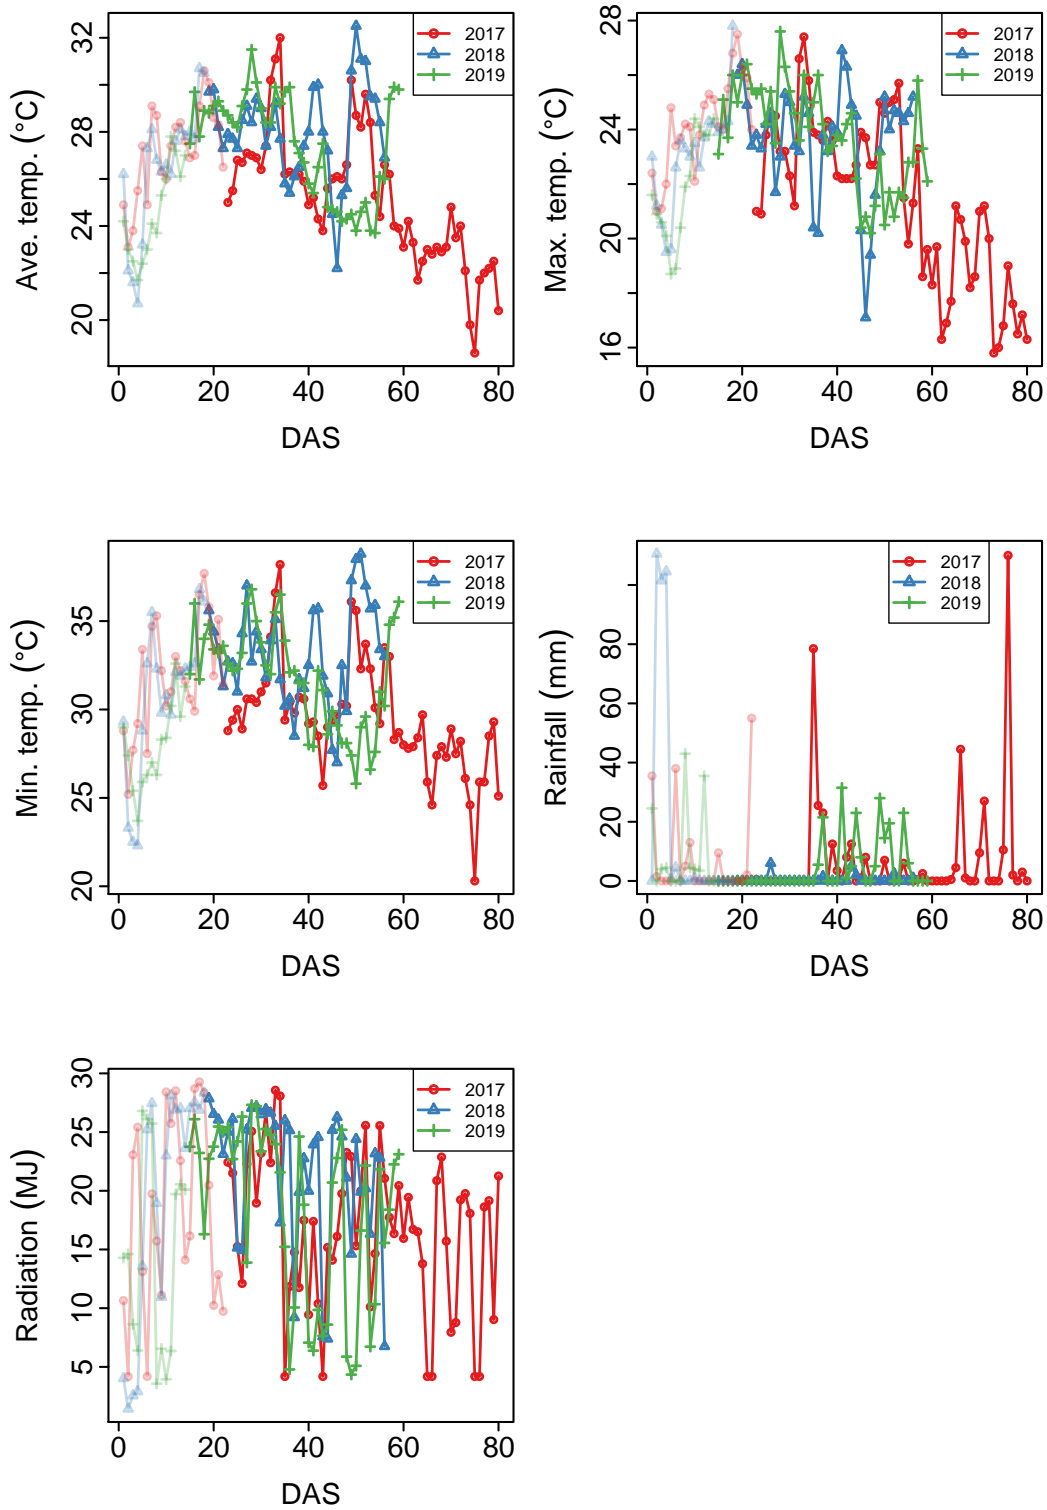 Ave. temp. (°C)
20 24 28 32
2017
2018
2019
0 20 40 60 80
DAS
Max. temp. (°C)
16 20 24 28
2017
2018
2019
0 20 40 60 80
DAS
Min. temp. (°C)
20 25 30 35
2017
2018
2019
0 20 40 60 80
DAS
Rainfall (mm)
0 20 40 60 80
2017
2018
2019
0 20 40 60 80
DAS
Radiation (MJ)
5 10 15 20 25 30
2017
2018
2019
0 20 40 60 80
DAS